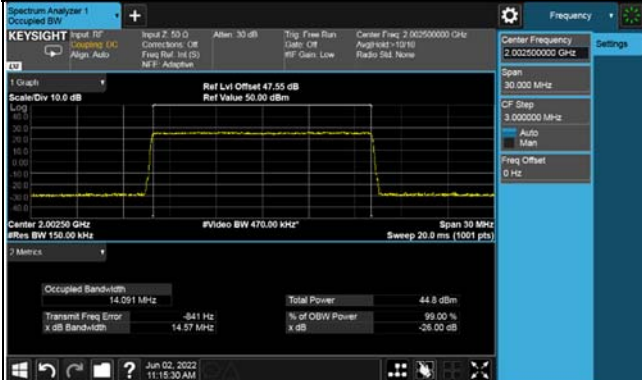 Spectrum Analyzer 1
Occupied BW
+
Frequency
KEYSIGHT
Input: RF
Coupling: DC
Align: Auto
Input Z: 50 Ω
Corrections: Off
Freq Ref: Int (S)
NFE: Adaptive
Atten: 30 dB
Trig: Free Run
Gate: Off
#IF Gain: Low
Center Freq: 2.002500000 GHz
Avg|Hold:>10/10
Radio Std: None
LXI
Center Frequency
2.002500000 GHz
Settings
Span
30.000 MHz
CF Step
3.000000 MHz
Auto
Man
Freq Offset
0 Hz
1 Graph
Scale/Div 10.0 dB
Ref Lvl Offset 47.55 dB
Ref Value 50.00 dBm
Log
40.0
30.0
20.0
10.0
0.00
-10.0
-20.0
-30.0
-40.0
Center 2.00250 GHz
#Res BW 150.00 kHz
#Video BW 470.00 kHz*
Span 30 MHz
Sweep 20.0 ms (1001 pts)
2 Metrics
Occupied Bandwidth
14.091 MHz
Total Power 44.8 dBm
Transmit Freq Error -841 Hz
% of OBW Power 99.00 %
x dB Bandwidth 14.57 MHz
x dB -26.00 dB
?
Jun 02, 2022
11:15:30 AM